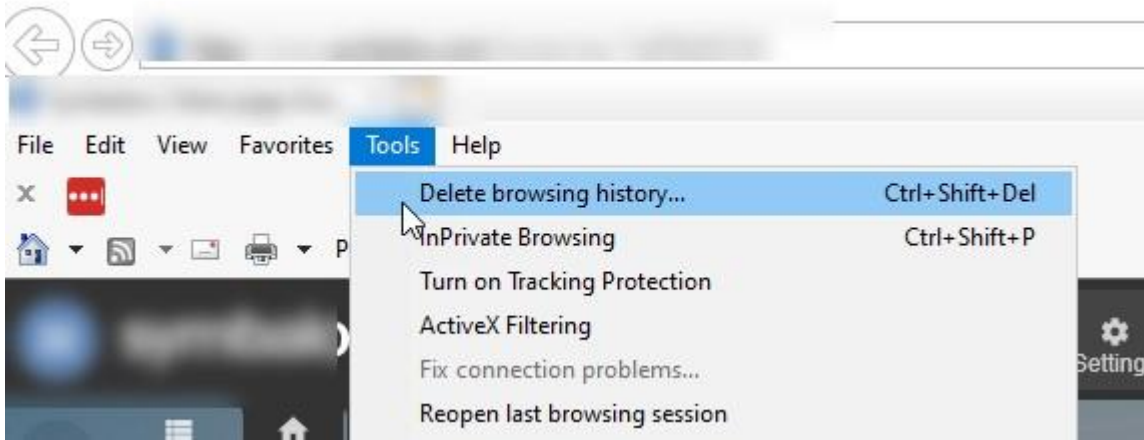 File Edit View Favorites Tools Help
Delete browsing history... Ctrl+Shift+Del
InPrivate Browsing Ctrl+Shift+P
P
Turn on Tracking Protection
ActiveX Filtering
Setting
Fix connection problems...
Reopen last browsing session